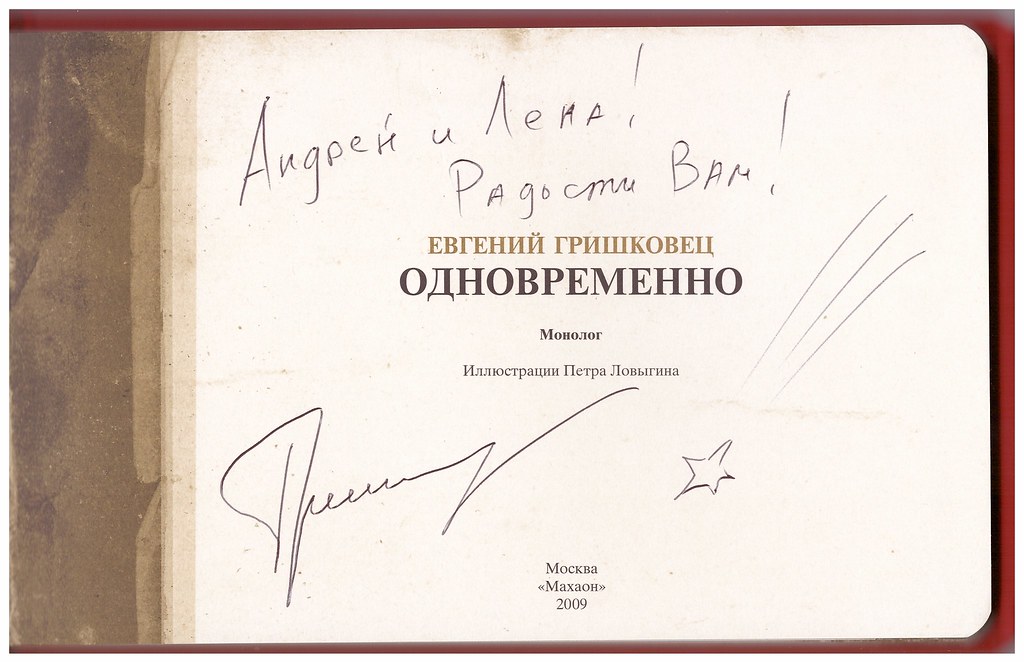 Андрей и Лена!
Радости Вам!
ЕВГЕНИЙ ГРИШКОВЕЦ
ОДНОВРЕМЕННО
Монолог
Иллюстрации Петра Ловыгина
Москва
«Махаон»
2009